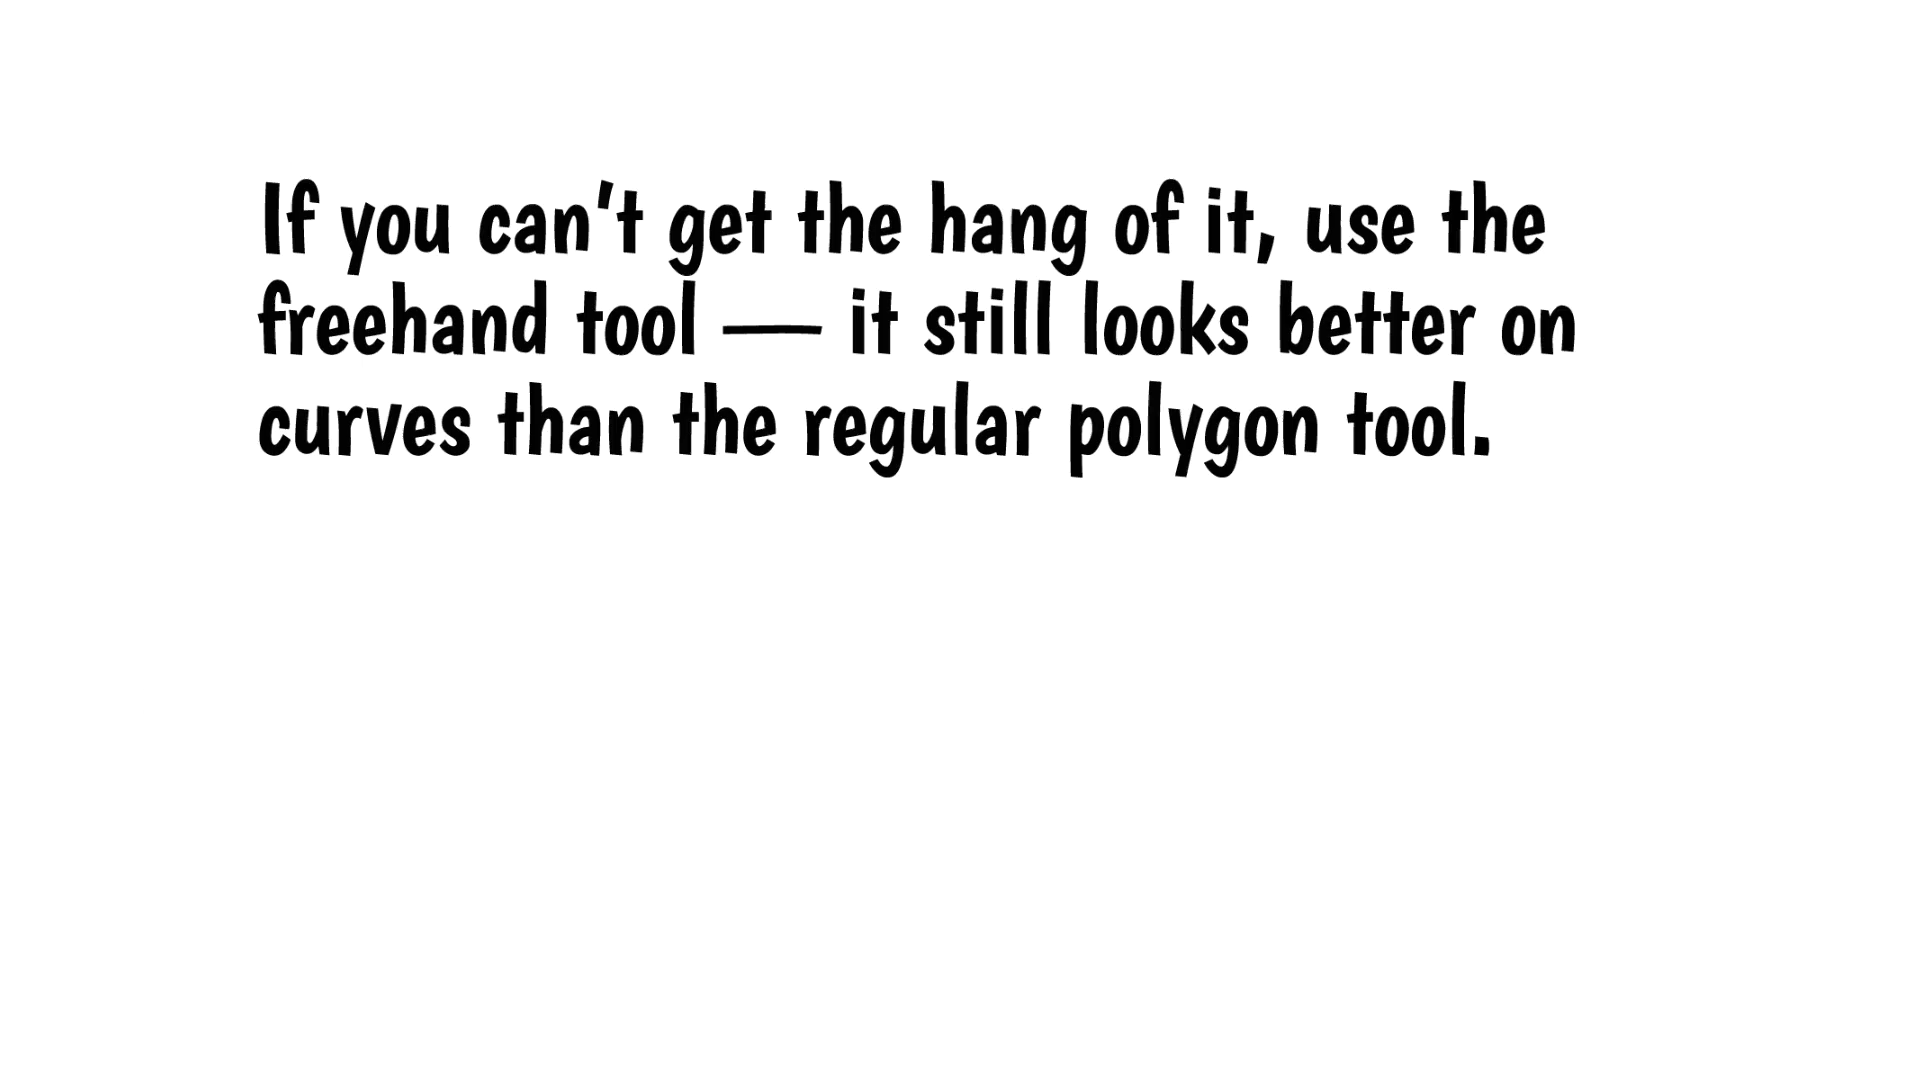 If you can't get the hang of it, use the
freehand tool — it still looks better on
curves than the regular polygon tool.